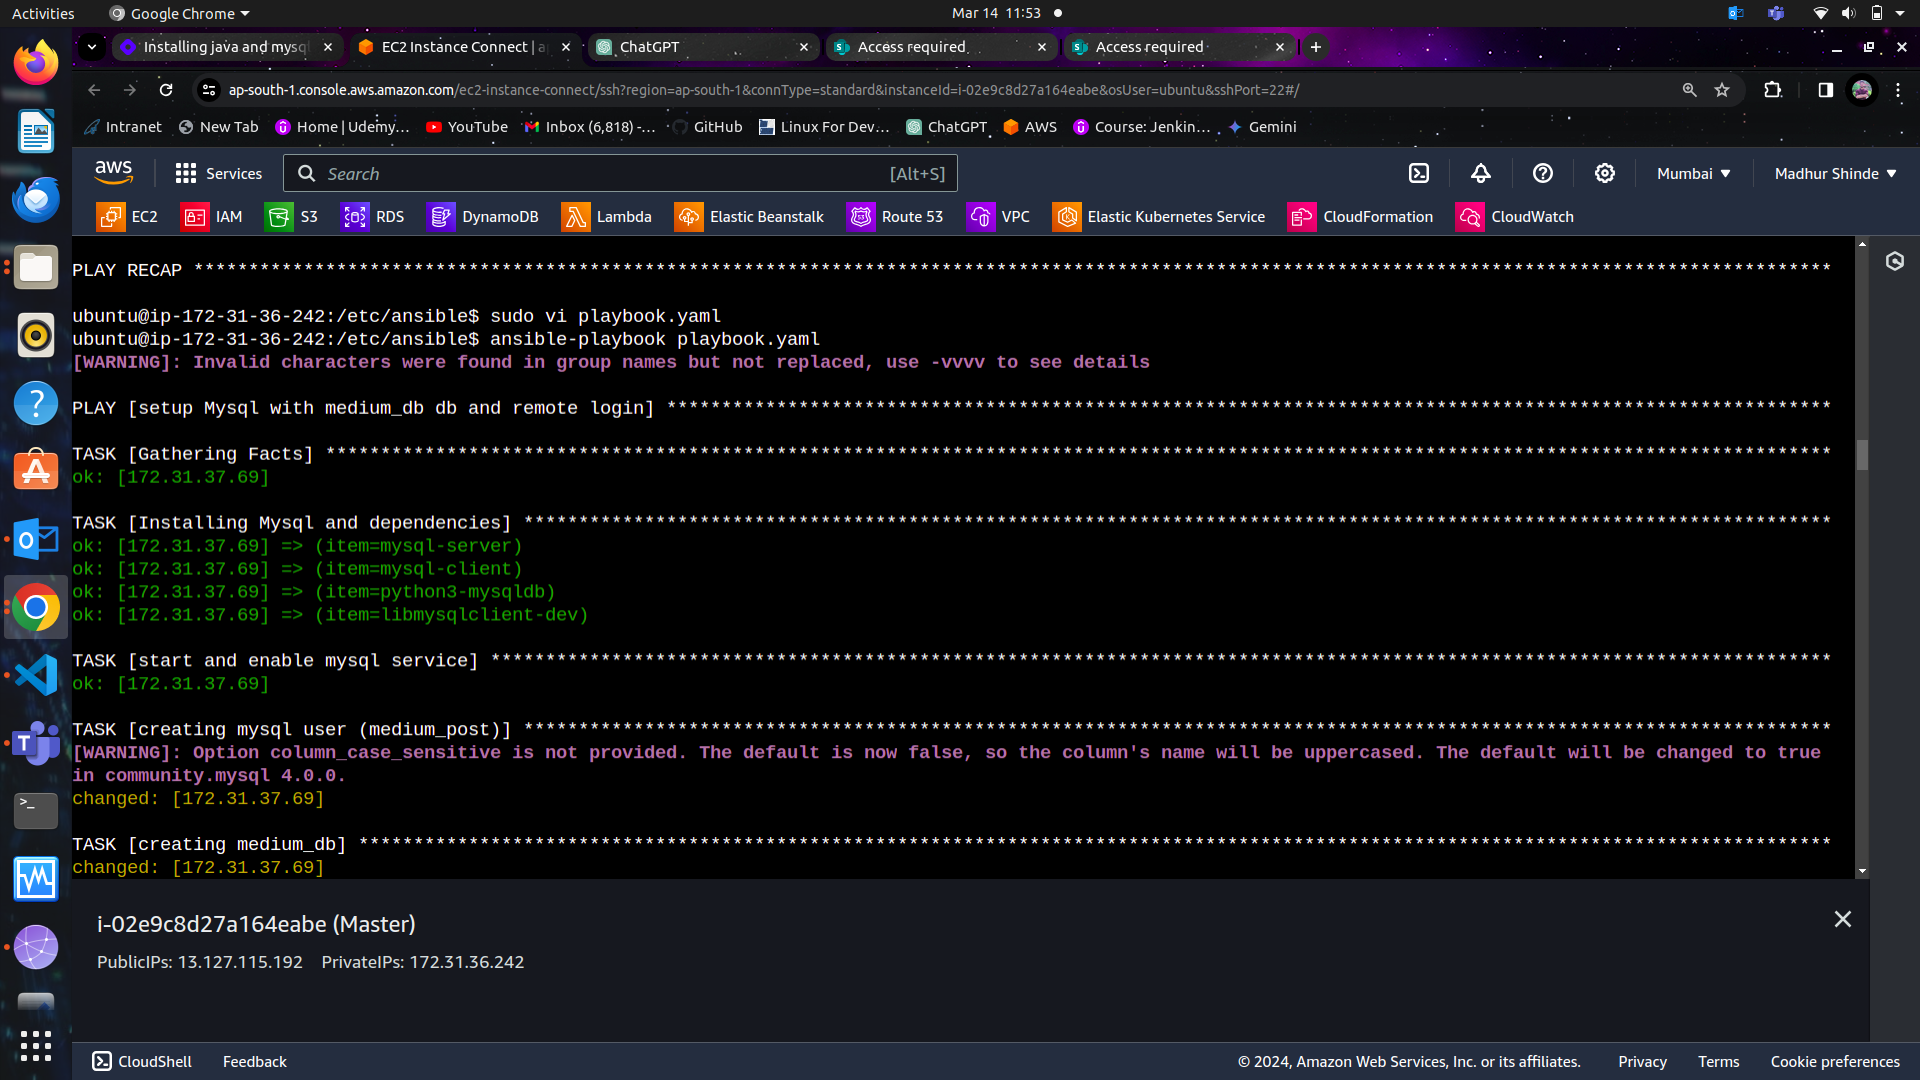 Activities
Google Chrome
Mar 14 11:53
Installing java and mysql
EC2 Instance Connect | a
ChatGPT
Access required
Access required
ap-south-1.console.aws.amazon.com/ec2-instance-connect/ssh?region=ap-south-1&connType=standard&instanceId=i-02e9c8d27a164eabe&osUser=ubuntu&sshPort=22#/
Intranet
New Tab
Home | Udemy...
YouTube
Inbox (6,818) -...
GitHub
Linux For Dev...
ChatGPT
AWS
Course: Jenkin...
Gemini
aws
Services
Search
[Alt+S]
Mumbai
Madhur Shinde
EC2
IAM
S3
RDS
DynamoDB
Lambda
Elastic Beanstalk
Route 53
VPC
Elastic Kubernetes Service
CloudFormation
CloudWatch
PLAY RECAP *****************************************************************************************************************************************************
ubuntu@ip-172-31-36-242:/etc/ansible$ sudo vi playbook.yaml
ubuntu@ip-172-31-36-242:/etc/ansible$ ansible-playbook playbook.yaml
[WARNING]: Invalid characters were found in group names but not replaced, use -vvvv to see details
PLAY [setup Mysql with medium_db db and remote login] **********************************************************************************************************
TASK [Gathering Facts] *****************************************************************************************************************************************
ok: [172.31.37.69]
TASK [Installing Mysql and dependencies] ***********************************************************************************************************************
ok: [172.31.37.69] => (item=mysql-server)
ok: [172.31.37.69] => (item=mysql-client)
ok: [172.31.37.69] => (item=python3-mysqldb)
ok: [172.31.37.69] => (item=libmysqlclient-dev)
TASK [start and enable mysql service] **************************************************************************************************************************
ok: [172.31.37.69]
TASK [creating mysql user (medium_post)] ***********************************************************************************************************************
[WARNING]: Option column_case_sensitive is not provided. The default is now false, so the column's name will be uppercased. The default will be changed to true
in community.mysql 4.0.0.
changed: [172.31.37.69]
TASK [creating medium_db] **************************************************************************************************************************************
changed: [172.31.37.69]
i-02e9c8d27a164eabe (Master)
PublicIPs: 13.127.115.192 PrivateIPs: 172.31.36.242
CloudShell
Feedback
© 2024, Amazon Web Services, Inc. or its affiliates.
Privacy
Terms
Cookie preferences